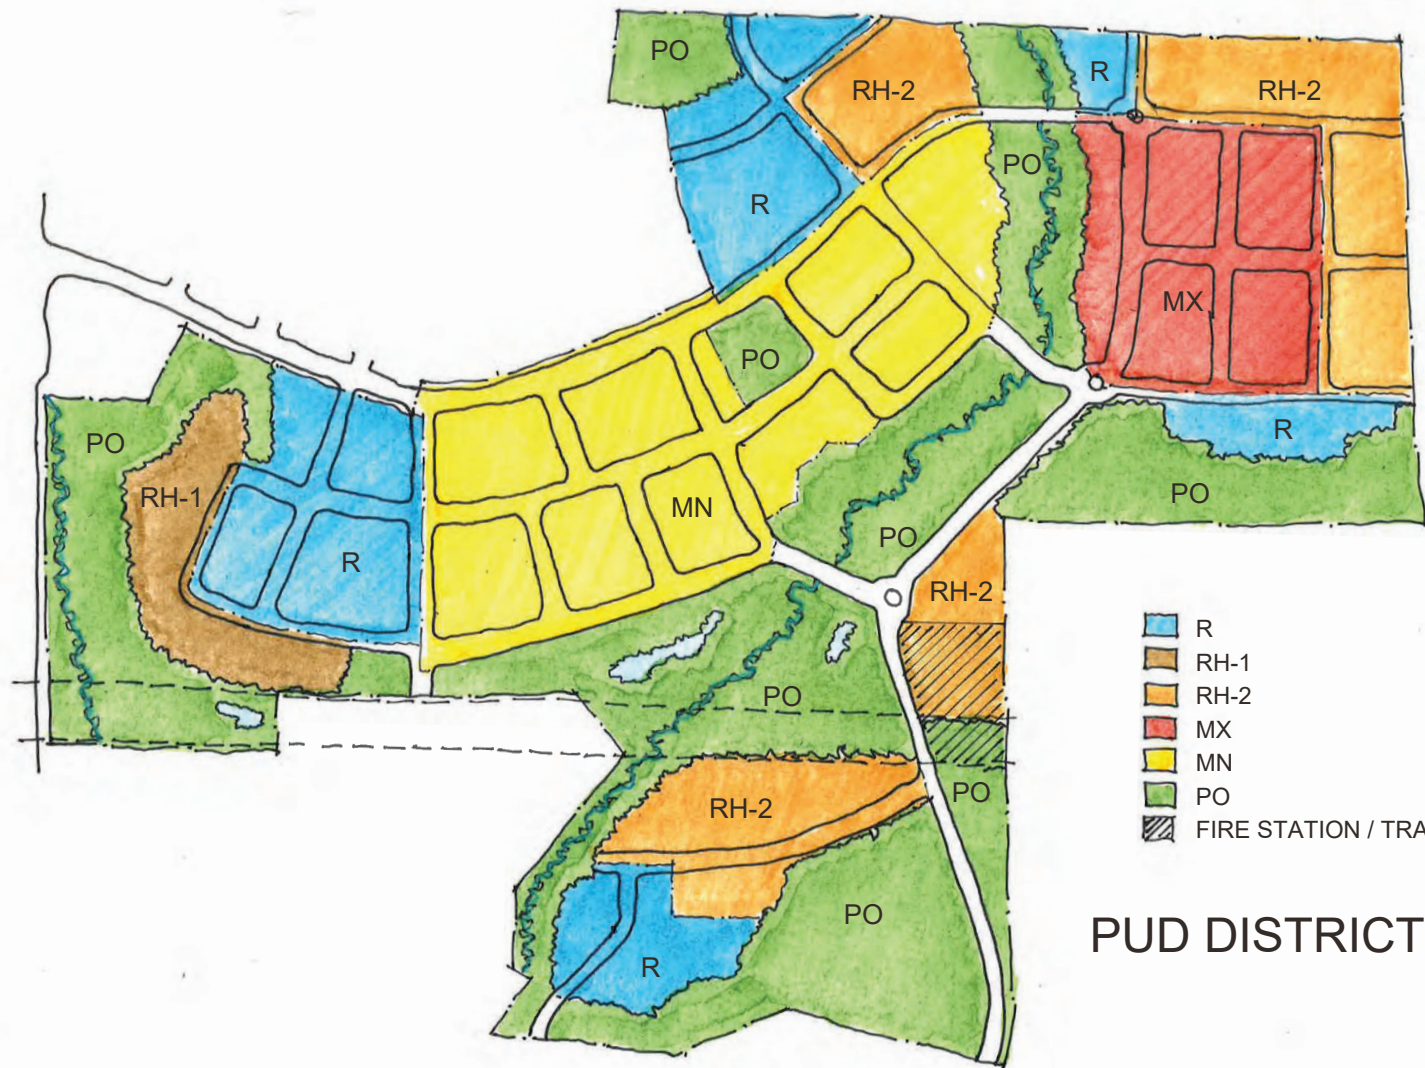 PO
RH-2
R
RH-2
PO
R
MX
PO
R
PO
RH-1
PO
MN
R
PO
RH-2
PO
RH-2
PO
PO
R
R
RH-1
RH-2
MX
MN
PO
FIRE STATION / TRA
PUD DISTRICT